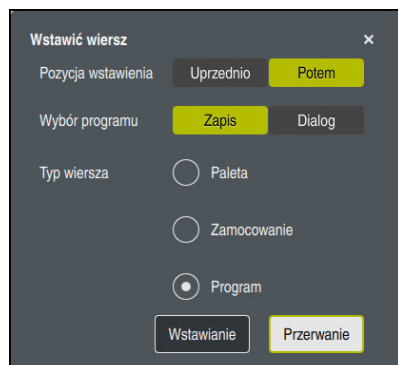 Wstawić wiersz ×
Pozycja wstawienia Uprzednio Potem
Wybór programu Zapis Dialog
Typ wiersza Paleta
Zamocowanie
Program
Wstawianie Przerwanie